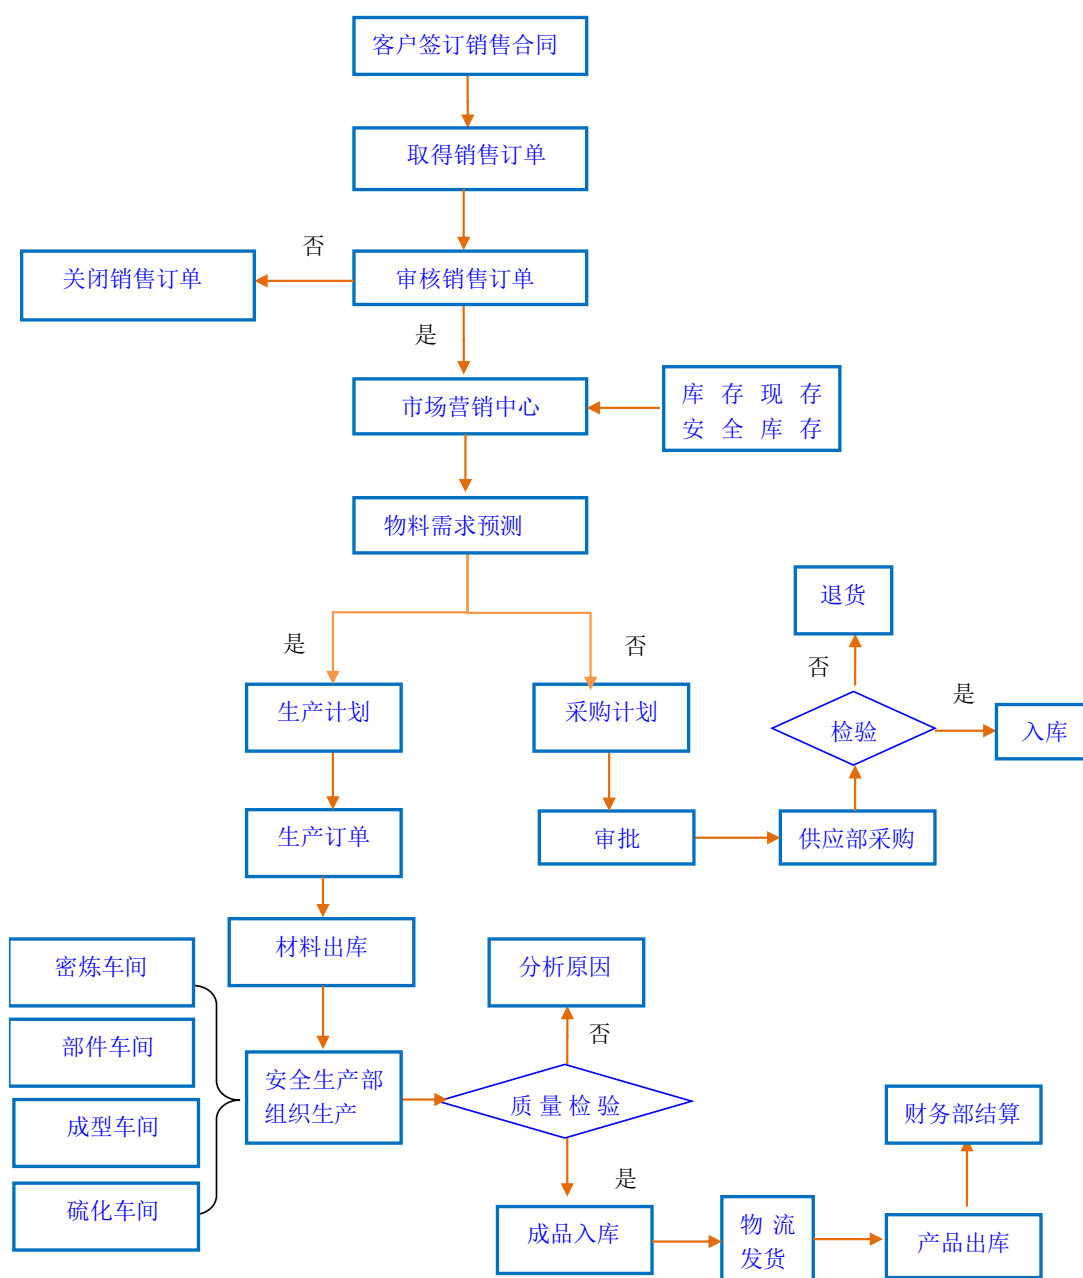 客户签订销售合同
取得销售订单
否
关闭销售订单
审核销售订单
是
市场营销中心
库存现存
安全库存
物料需求预测
是
否
退货
否
是
生产计划
采购计划
检验
入库
生产订单
审批
供应部采购
材料出库
密炼车间
部件车间
成型车间
硫化车间
分析原因
否
安全生产部
组织生产
质量检验
是
成品入库
物流
发货
产品出库
财务部结算